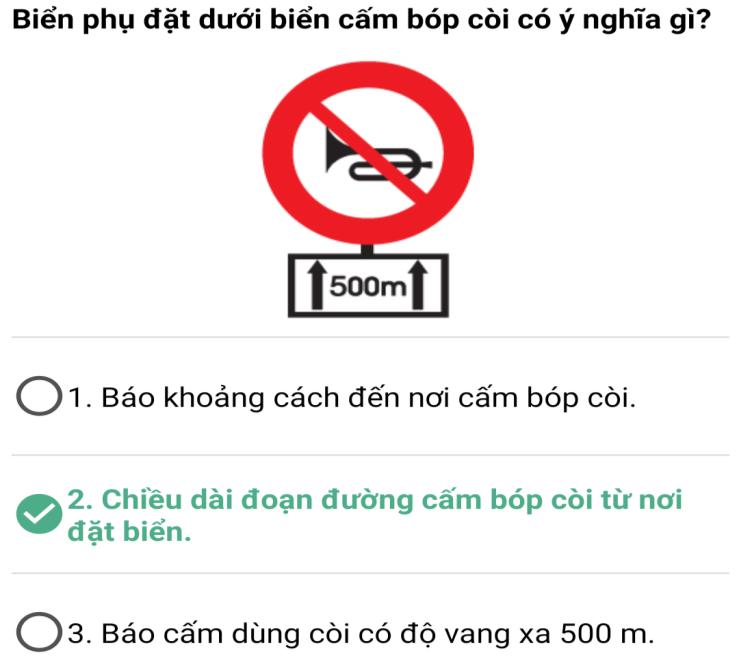 Biển phụ đặt dưới biển cấm bóp còi có ý nghĩa gì?
500m
1. Báo khoảng cách đến nơi cấm bóp còi.
2. Chiều dài đoạn đường cấm bóp còi từ nơi
đặt biển.
3. Báo cấm dùng còi có độ vang xa 500 m.